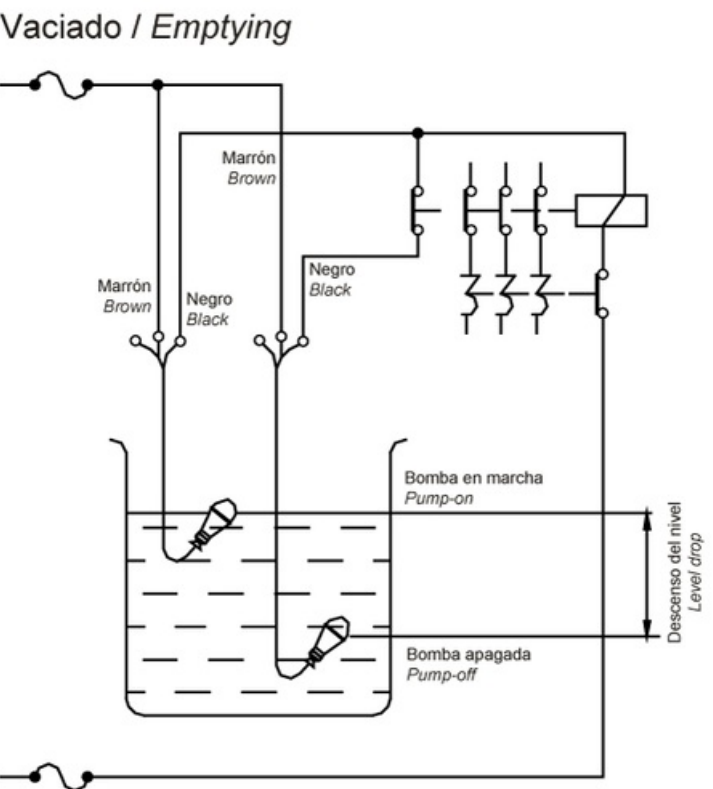 Vaciado / Emptying
Marrón
Brown
Negro
Black
Marrón
Brown
Negro
Black
Bomba en marcha
Pump-on
Descenso del nivel
Level drop
Bomba apagada
Pump-off